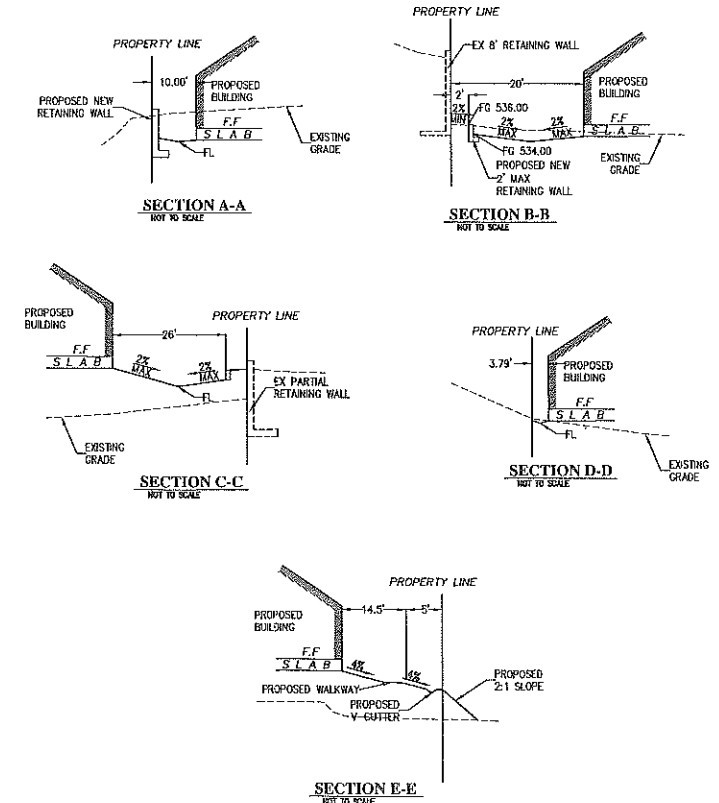 PROPERTY LINE
10.00'
PROPOSED
BUILDING
PROPOSED NEW
RETAINING WALL
F.F
SLAB
FL
EXISTING
GRADE
SECTION A-A
NOT TO SCALE
PROPERTY LINE
EX 8' RETAINING WALL
20'
2'
PROPOSED
BUILDING
2%
MIN
FG 536.00
2%
MAX
2%
MAX
F.F
SLAB
FG 534.00
PROPOSED NEW
2' MAX
RETAINING WALL
EXISTING
GRADE
SECTION B-B
NOT TO SCALE
PROPERTY LINE
PROPOSED
BUILDING
26'
F.F
SLAB
2%
MAX
2%
MAX
FL
EX PARTIAL
RETAINING WALL
EXISTING
GRADE
SECTION C-C
NOT TO SCALE
PROPERTY LINE
3.79'
PROPOSED
BUILDING
F.F
SLAB
FL
EXISTING
GRADE
SECTION D-D
NOT TO SCALE
PROPERTY LINE
14.5'
5'
PROPOSED
BUILDING
F.F
SLAB
4%
4%
PROPOSED WALKWAY
PROPOSED
V-GUTTER
PROPOSED
2:1 SLOPE
SECTION E-E
NOT TO SCALE